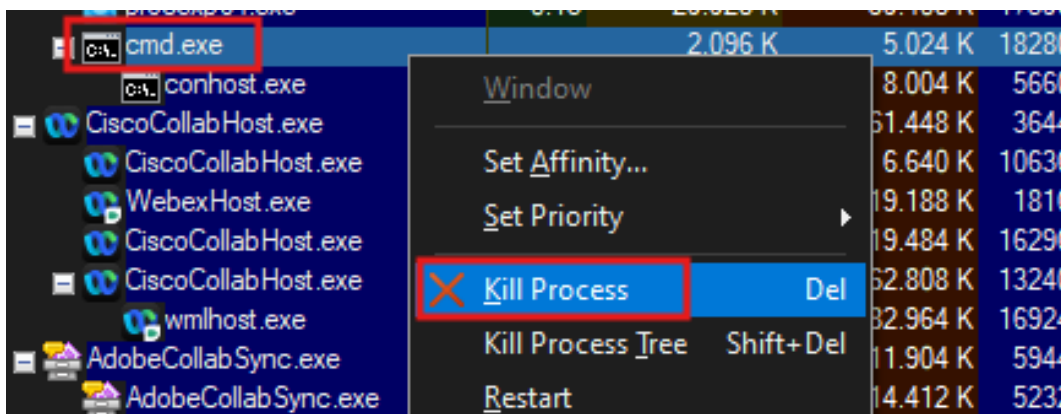 cmd.exe 2.096 K 5.024 K
conhost.exe 8.004 K
CiscoCollabHost.exe
CiscoCollabHost.exe 6.640 K
WebexHost.exe
CiscoCollabHost.exe
CiscoCollabHost.exe
wmlhost.exe
AdobeCollabSync.exe
AdobeCollabSync.exe
Window
Set Affinity...
Set Priority
Kill Process Del
Kill Process Tree Shift+Del
Restart